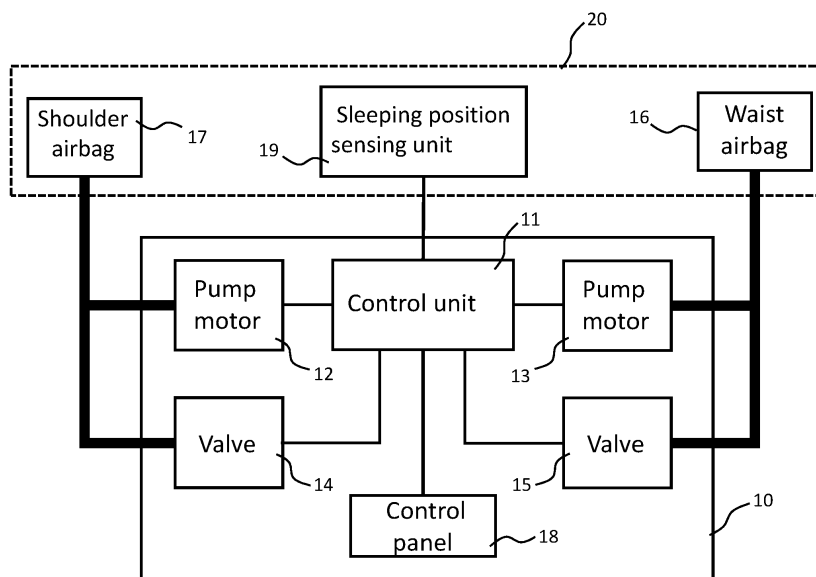 20
Shoulder
airbag
17
Sleeping position
sensing unit
19
16
Waist
airbag
11
Pump
motor
12
Control unit
Pump
motor
13
Valve
14
Valve
15
Control
panel
18
10